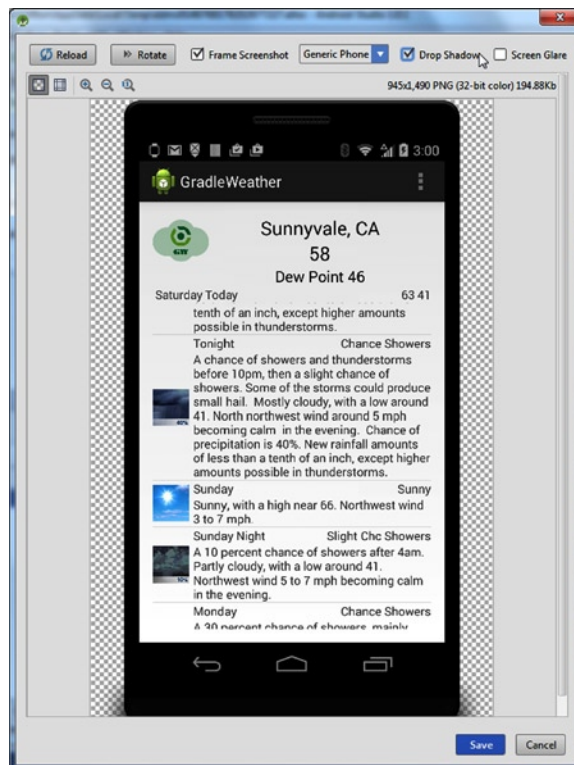 Reload
Rotate
Frame Screenshot
Generic Phone
Drop Shadow
Screen Glare
945x1,490 PNG (32-bit color) 194.88Kb
3:00
GradleWeather
Sunnyvale, CA
58
Dew Point 46
Saturday Today 63 41
tenth of an inch, except higher amounts
possible in thunderstorms.
Tonight Chance Showers
A chance of showers and thunderstorms
before 10pm, then a slight chance of
showers. Some of the storms could produce
small hail. Mostly cloudy, with a low around
41. North northwest wind around 5 mph
becoming calm in the evening. Chance of
precipitation is 40%. New rainfall amounts
of less than a tenth of an inch, except higher
amounts possible in thunderstorms.
Sunday Sunny
Sunny, with a high near 66. Northwest wind
3 to 7 mph.
Sunday Night Slight Chc Showers
A 10 percent chance of showers after 4am.
Partly cloudy, with a low around 41.
Northwest wind 5 to 7 mph becoming calm
in the evening.
Monday Chance Showers
A 30 percent chance of showers, mainly
Save
Cancel